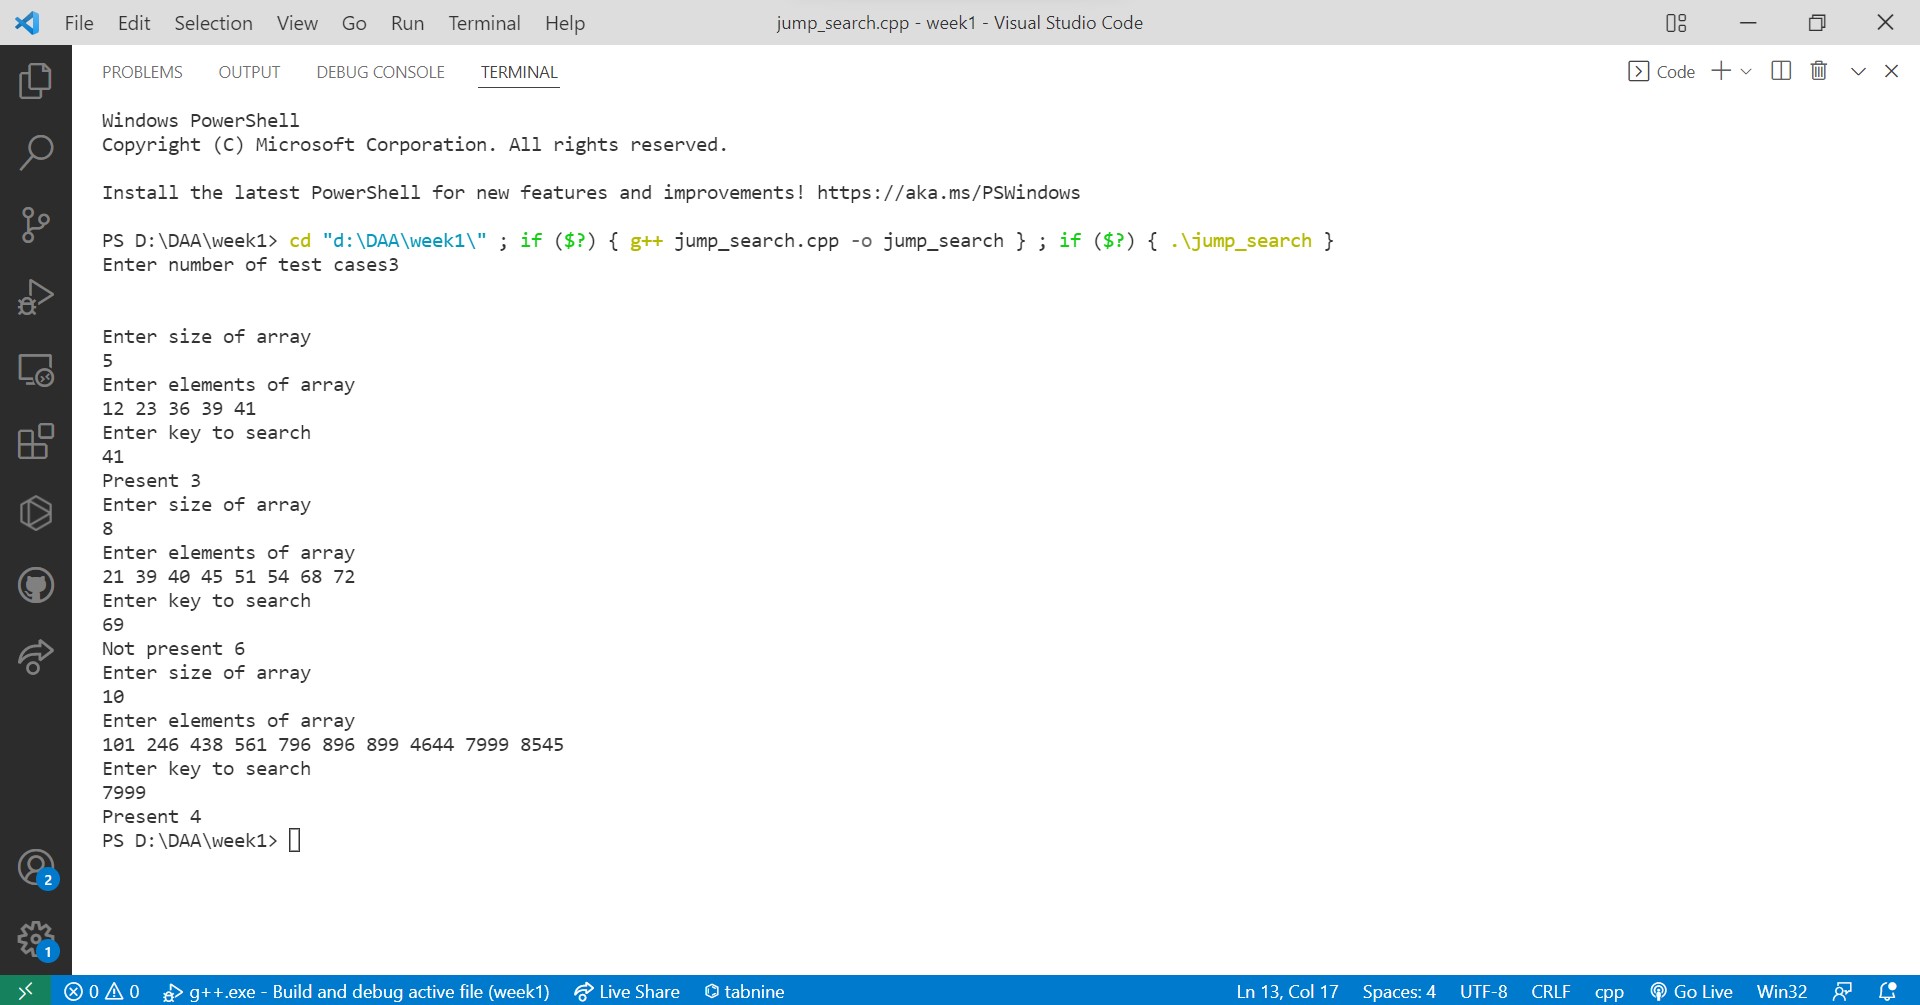 File Edit Selection View Go Run Terminal Help jump_search.cpp - week1 - Visual Studio Code
PROBLEMS OUTPUT DEBUG CONSOLE TERMINAL Code
Windows PowerShell
Copyright (C) Microsoft Corporation. All rights reserved.
Install the latest PowerShell for new features and improvements! https://aka.ms/PSWindows
PS D:\DAA\week1> cd "d:\DAA\week1\" ; if ($?) { g++ jump_search.cpp -o jump_search } ; if ($?) { .\jump_search }
Enter number of test cases3
Enter size of array
5
Enter elements of array
12 23 36 39 41
Enter key to search
41
Present 3
Enter size of array
8
Enter elements of array
21 39 40 45 51 54 68 72
Enter key to search
69
Not present 6
Enter size of array
10
Enter elements of array
101 246 438 561 796 896 899 4644 7999 8545
Enter key to search
7999
Present 4
PS D:\DAA\week1>
2
1
0 0 g++.exe - Build and debug active file (week1) Live Share tabnine Ln 13, Col 17 Spaces: 4 UTF-8 CRLF cpp Go Live Win32